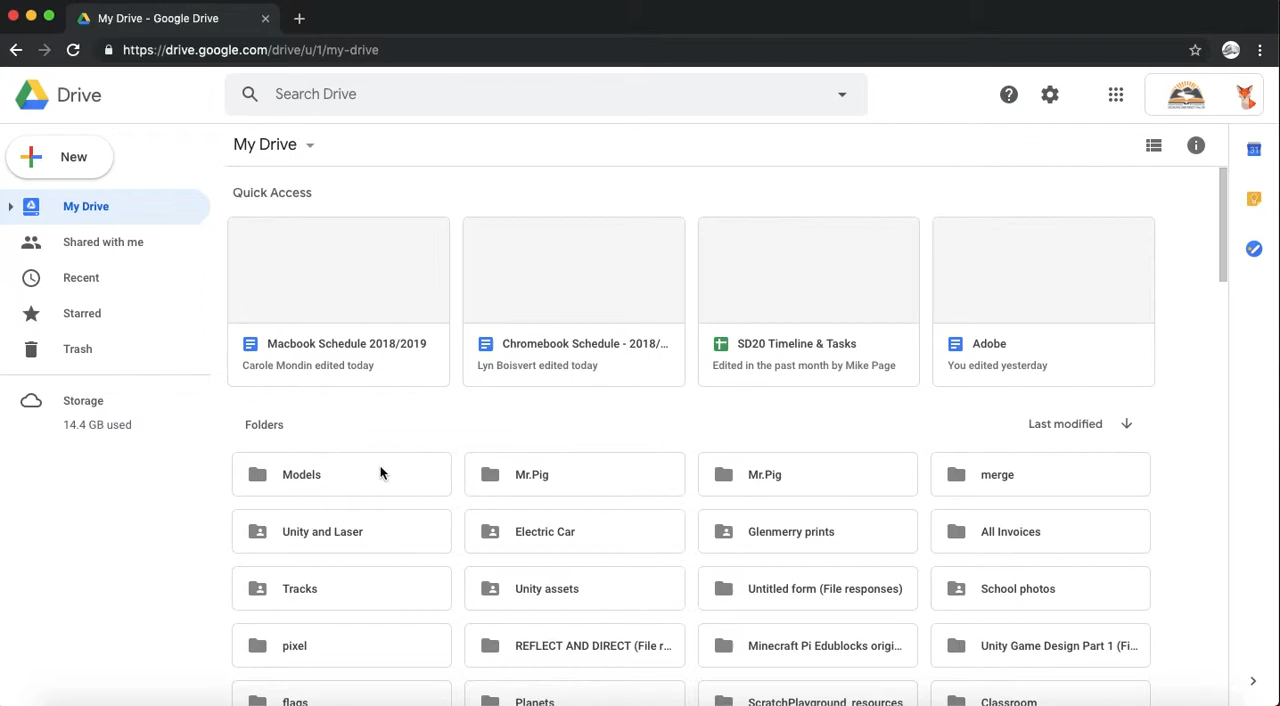 My Drive - Google Drive
https://drive.google.com/drive/u/1/my-drive
Drive
Search Drive
New
My Drive
31
My Drive
Quick Access
Shared with me
Recent
Starred
Trash
Storage
14.4 GB used
Macbook Schedule 2018/2019
Carole Mondin edited today
Chromebook Schedule - 2018/...
Lyn Boisvert edited today
SD20 Timeline & Tasks
Edited in the past month by Mike Page
Adobe
You edited yesterday
Folders
Last modified
Models
Mr.Pig
Mr.Pig
merge
Unity and Laser
Electric Car
Glenmerry prints
All Invoices
Tracks
Unity assets
Untitled form (File responses)
School photos
pixel
REFLECT AND DIRECT (File r...
Minecraft Pi Edublocks origi...
Unity Game Design Part 1 (Fi...
flags
Planets
ScratchPlayground_resources
Classroom